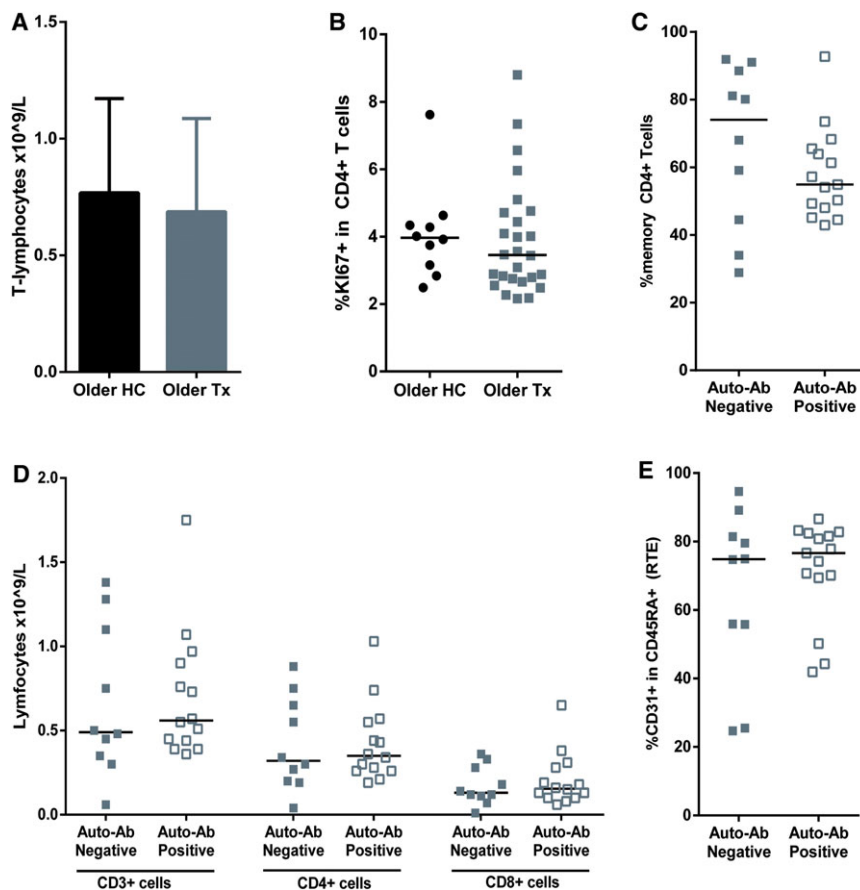 A
T-lymphocytes x10^9/L
1.5
1.0
0.5
0.0
Older HC Older Tx
B
%KI67+ in CD4+ T cells
10
8
6
4
2
0
Older HC Older Tx
C
%memory CD4+ Tcells
100
80
60
40
20
0
Auto-Ab Auto-Ab
Negative Positive
D
Lymfocytes x10^9/L
2.0
1.5
1.0
0.5
0.0
Auto-Ab Auto-Ab Auto-Ab Auto-Ab Auto-Ab Auto-Ab
Negative Positive Negative Positive Negative Positive
CD3+ cells CD4+ cells CD8+ cells
E
%CD31+ in CD45RA+ (RTE)
100
80
60
40
20
0
Auto-Ab Auto-Ab
Negative Positive